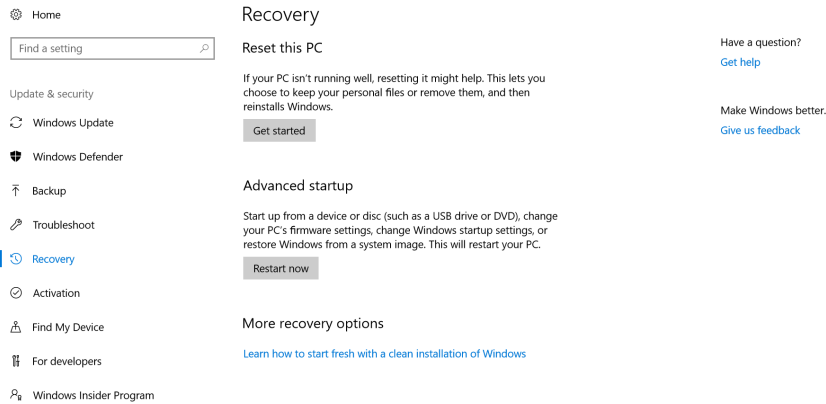 Home
Find a setting
Update & security
Windows Update
Windows Defender
Backup
Troubleshoot
Recovery
Activation
Find My Device
For developers
Windows Insider Program
Recovery
Reset this PC
If your PC isn't running well, resetting it might help. This lets you
choose to keep your personal files or remove them, and then
reinstalls Windows.
Get started
Advanced startup
Start up from a device or disc (such as a USB drive or DVD), change
your PC's firmware settings, change Windows startup settings, or
restore Windows from a system image. This will restart your PC.
Restart now
More recovery options
Learn how to start fresh with a clean installation of Windows
Have a question?
Get help
Make Windows better.
Give us feedback